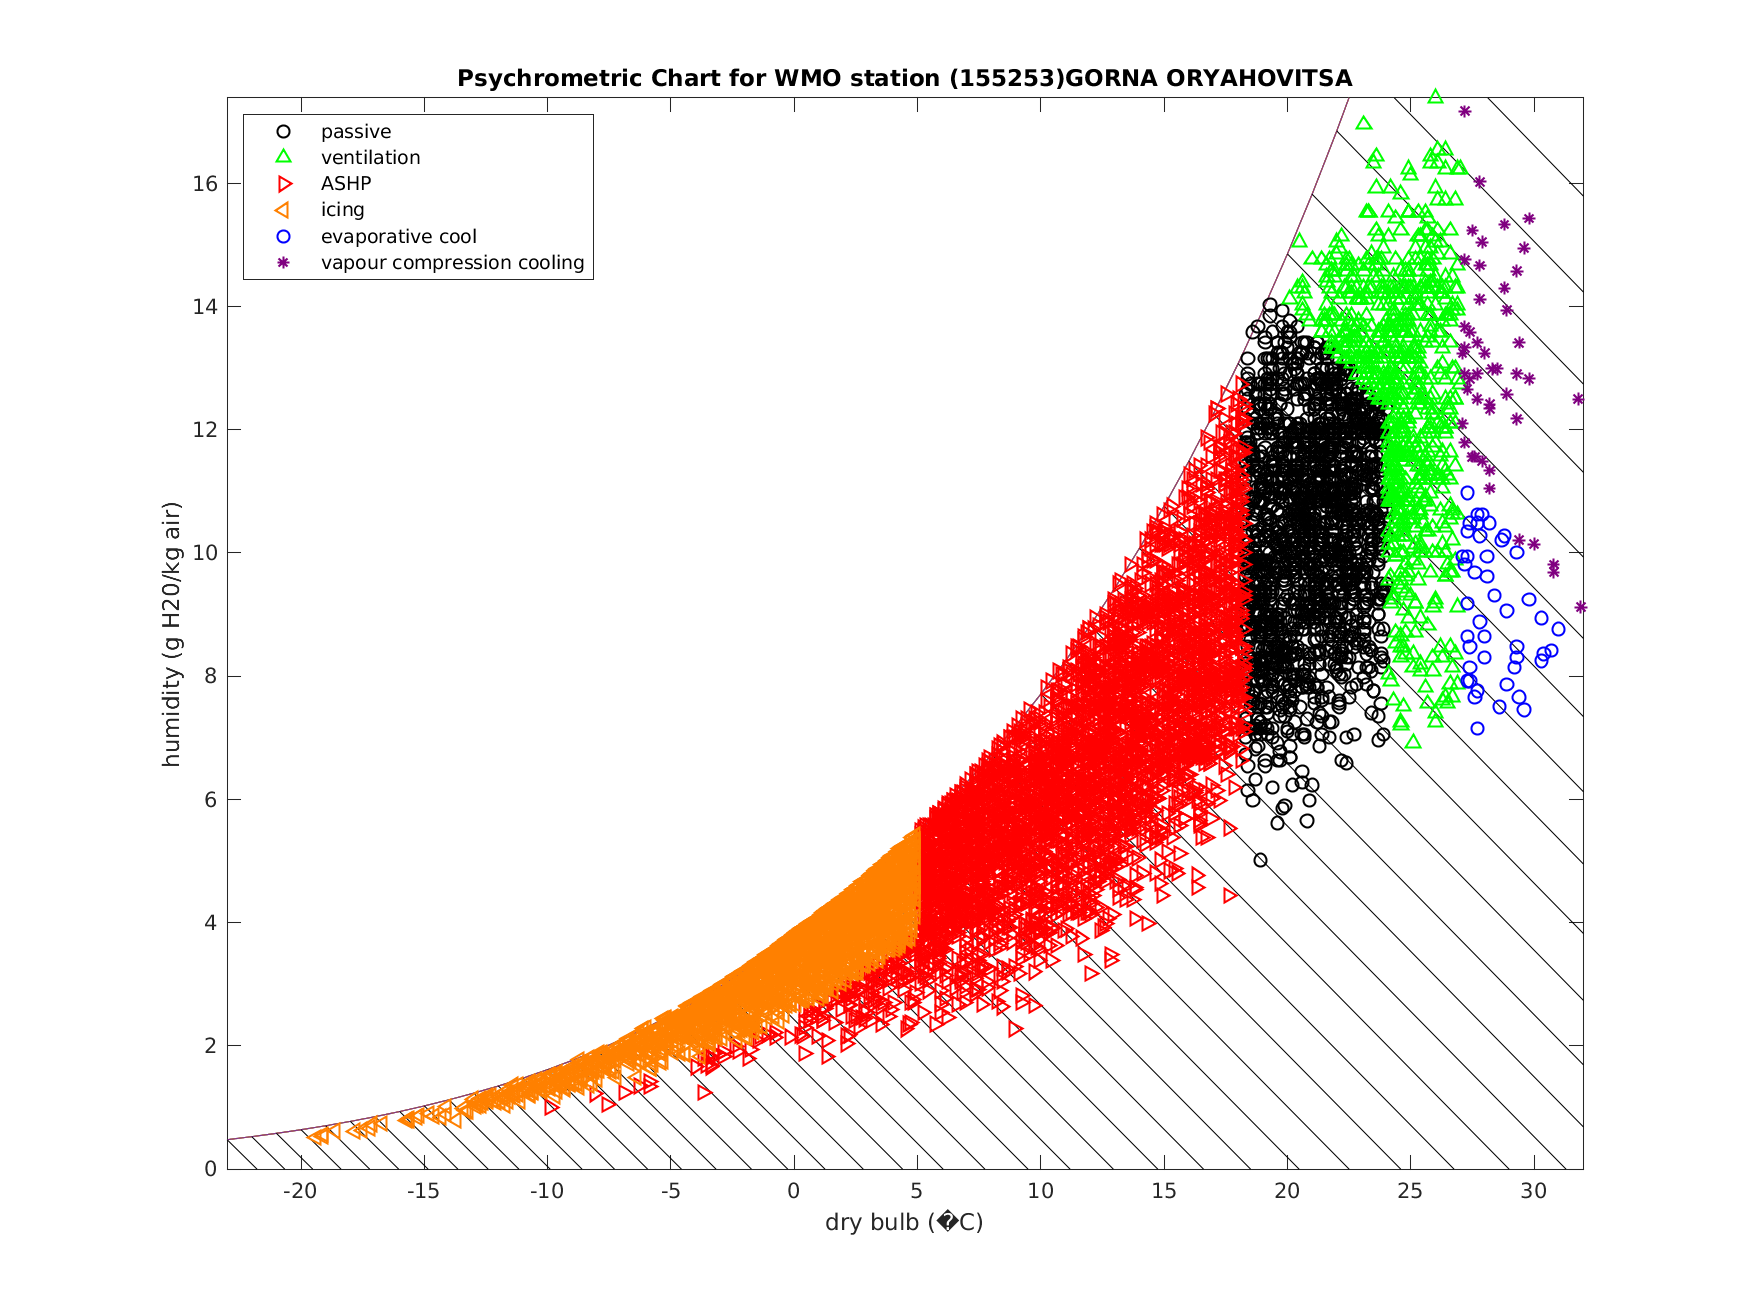 Psychrometric Chart for WMO station (155253)GORNA ORYAHOVITSA
passive
ventilation
ASHP
icing
evaporative cool
vapour compression cooling
humidity (g H20/kg air)
16
14
12
10
8
6
4
2
0
-20 -15 -10 -5 0 5 10 15 20 25 30
dry bulb (�C)